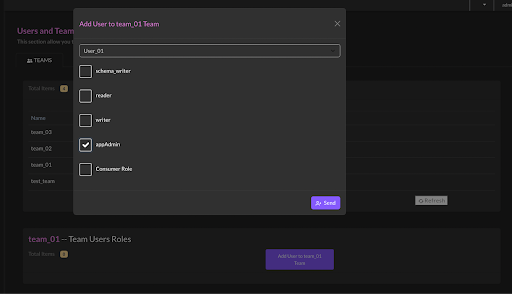 admi
Add User to team_01 Team
Users and Team
User_01
This section allow you t
schema_writer
TEAMS
reader
Total items
writer
Name
appAdmin
team_03
team_02
Consumer Role
team_01
test_team
Send
Refresh
team_01 -- Team Users Roles
Total items
Add User to team_01
Team